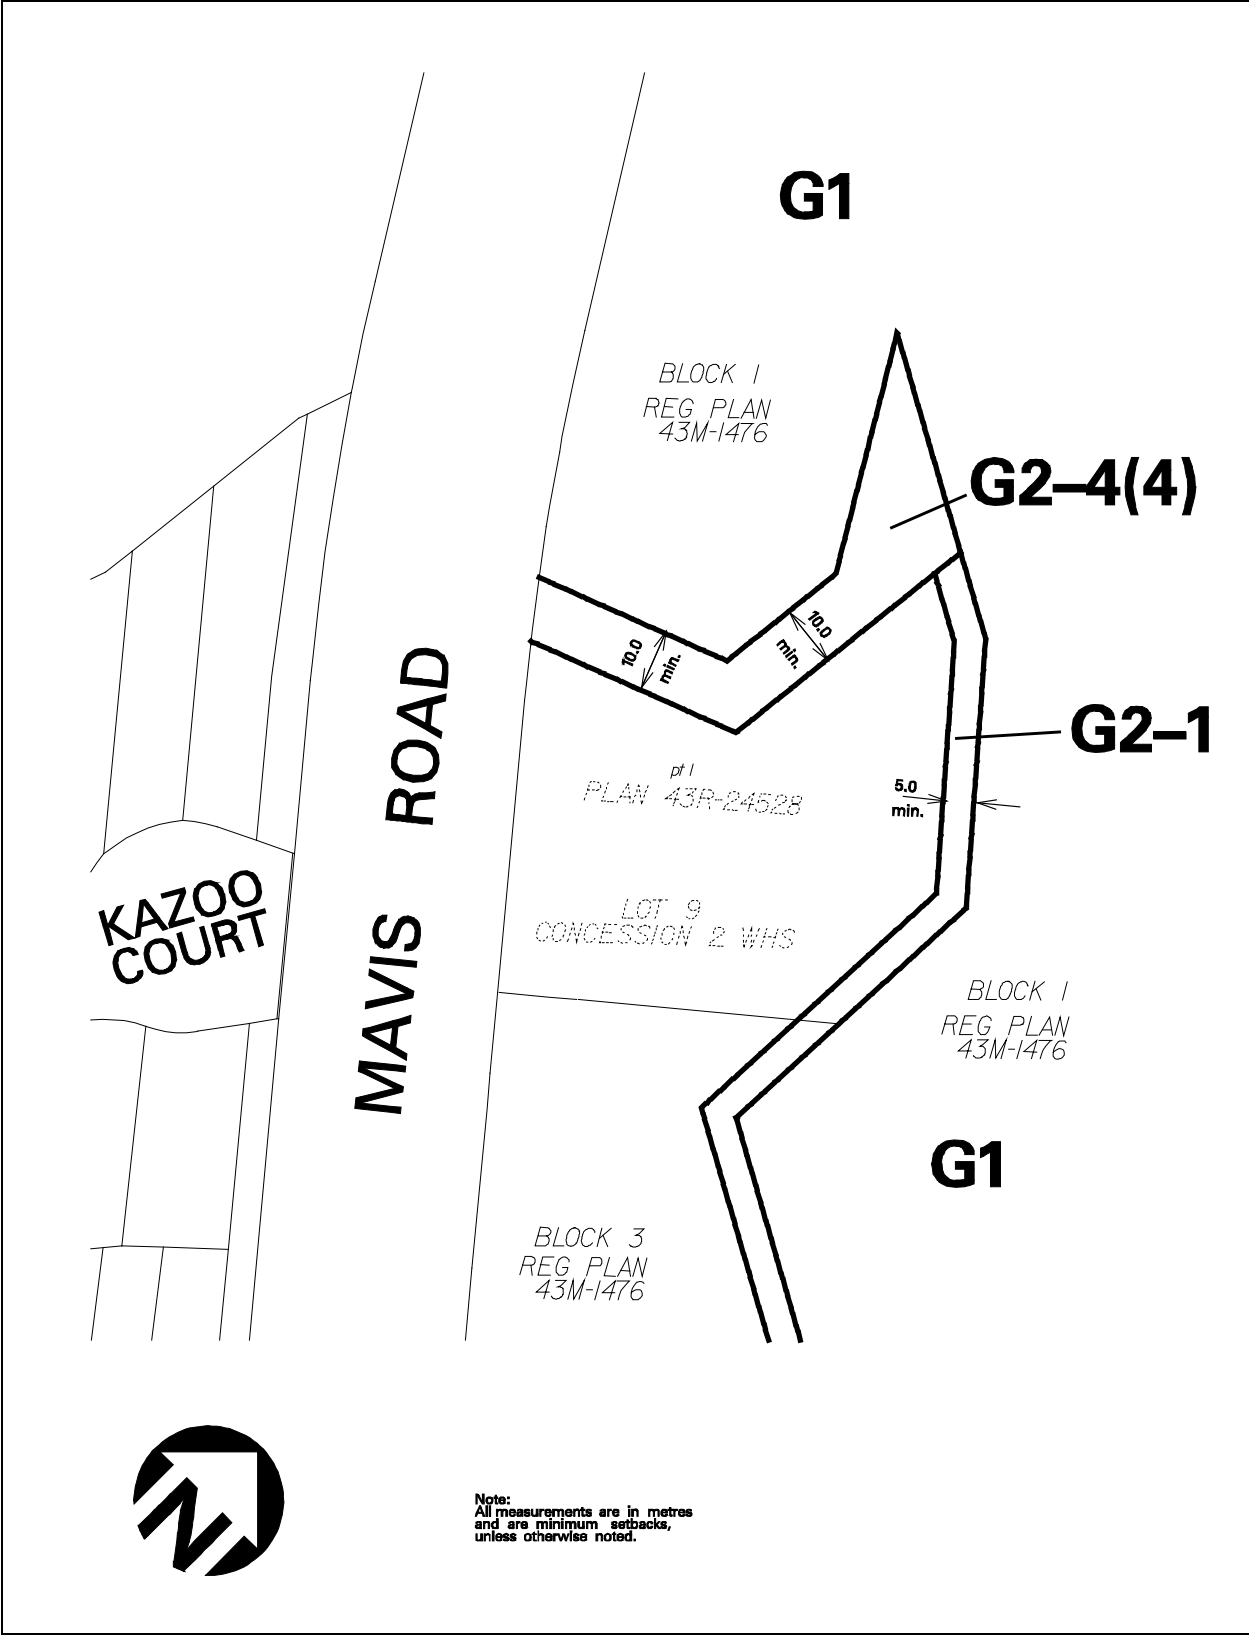 G1
BLOCK 1
REG PLAN
43M-1476
G2-4(4)
10.0
min.
10.0
min.
MAVIS ROAD
G2-1
pt 1
PLAN 43R-24528
5.0
min.
KAZOO
COURT
LOT 9
CONCESSION 2 WHS
BLOCK 1
REG PLAN
43M-1476
G1
BLOCK 3
REG PLAN
43M-1476
N
Note:
All measurements are in metres
and are minimum setbacks,
unless otherwise noted.